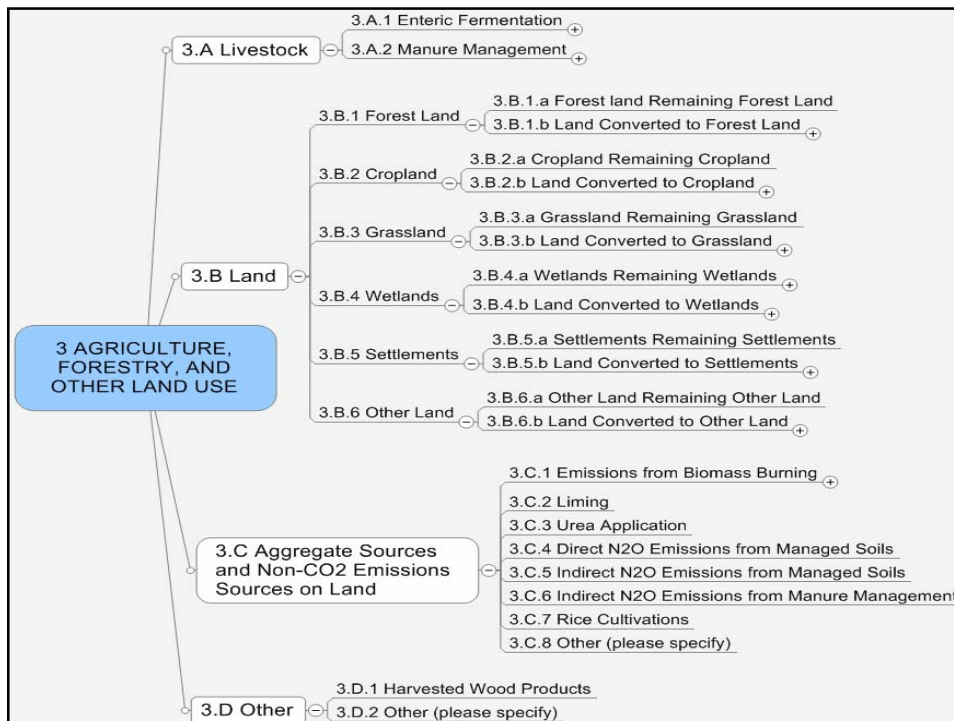 3.A.1 Enteric Fermentation
3.A Livestock
3.A.2 Manure Management
3.B.1.a Forest land Remaining Forest Land
3.B.1 Forest Land
3.B.1.b Land Converted to Forest Land
3.B.2.a Cropland Remaining Cropland
3.B.2 Cropland
3.B.2.b Land Converted to Cropland
3.B.3.a Grassland Remaining Grassland
3.B.3 Grassland
3.B.3.b Land Converted to Grassland
3.B Land
3.B.4.a Wetlands Remaining Wetlands
3.B.4 Wetlands
3.B.4.b Land Converted to Wetlands
3 AGRICULTURE,
FORESTRY, AND
OTHER LAND USE
3.B.5.a Settlements Remaining Settlements
3.B.5 Settlements
3.B.5.b Land Converted to Settlements
3.B.6.a Other Land Remaining Other Land
3.B.6 Other Land
3.B.6.b Land Converted to Other Land
3.C Aggregate Sources
and Non-CO2 Emissions
Sources on Land
3.C.1 Emissions from Biomass Burning
3.C.2 Liming
3.C.3 Urea Application
3.C.4 Direct N2O Emissions from Managed Soils
3.C.5 Indirect N2O Emissions from Managed Soils
3.C.6 Indirect N2O Emissions from Manure Management
3.C.7 Rice Cultivations
3.C.8 Other (please specify)
3.D Other
3.D.1 Harvested Wood Products
3.D.2 Other (please specify)